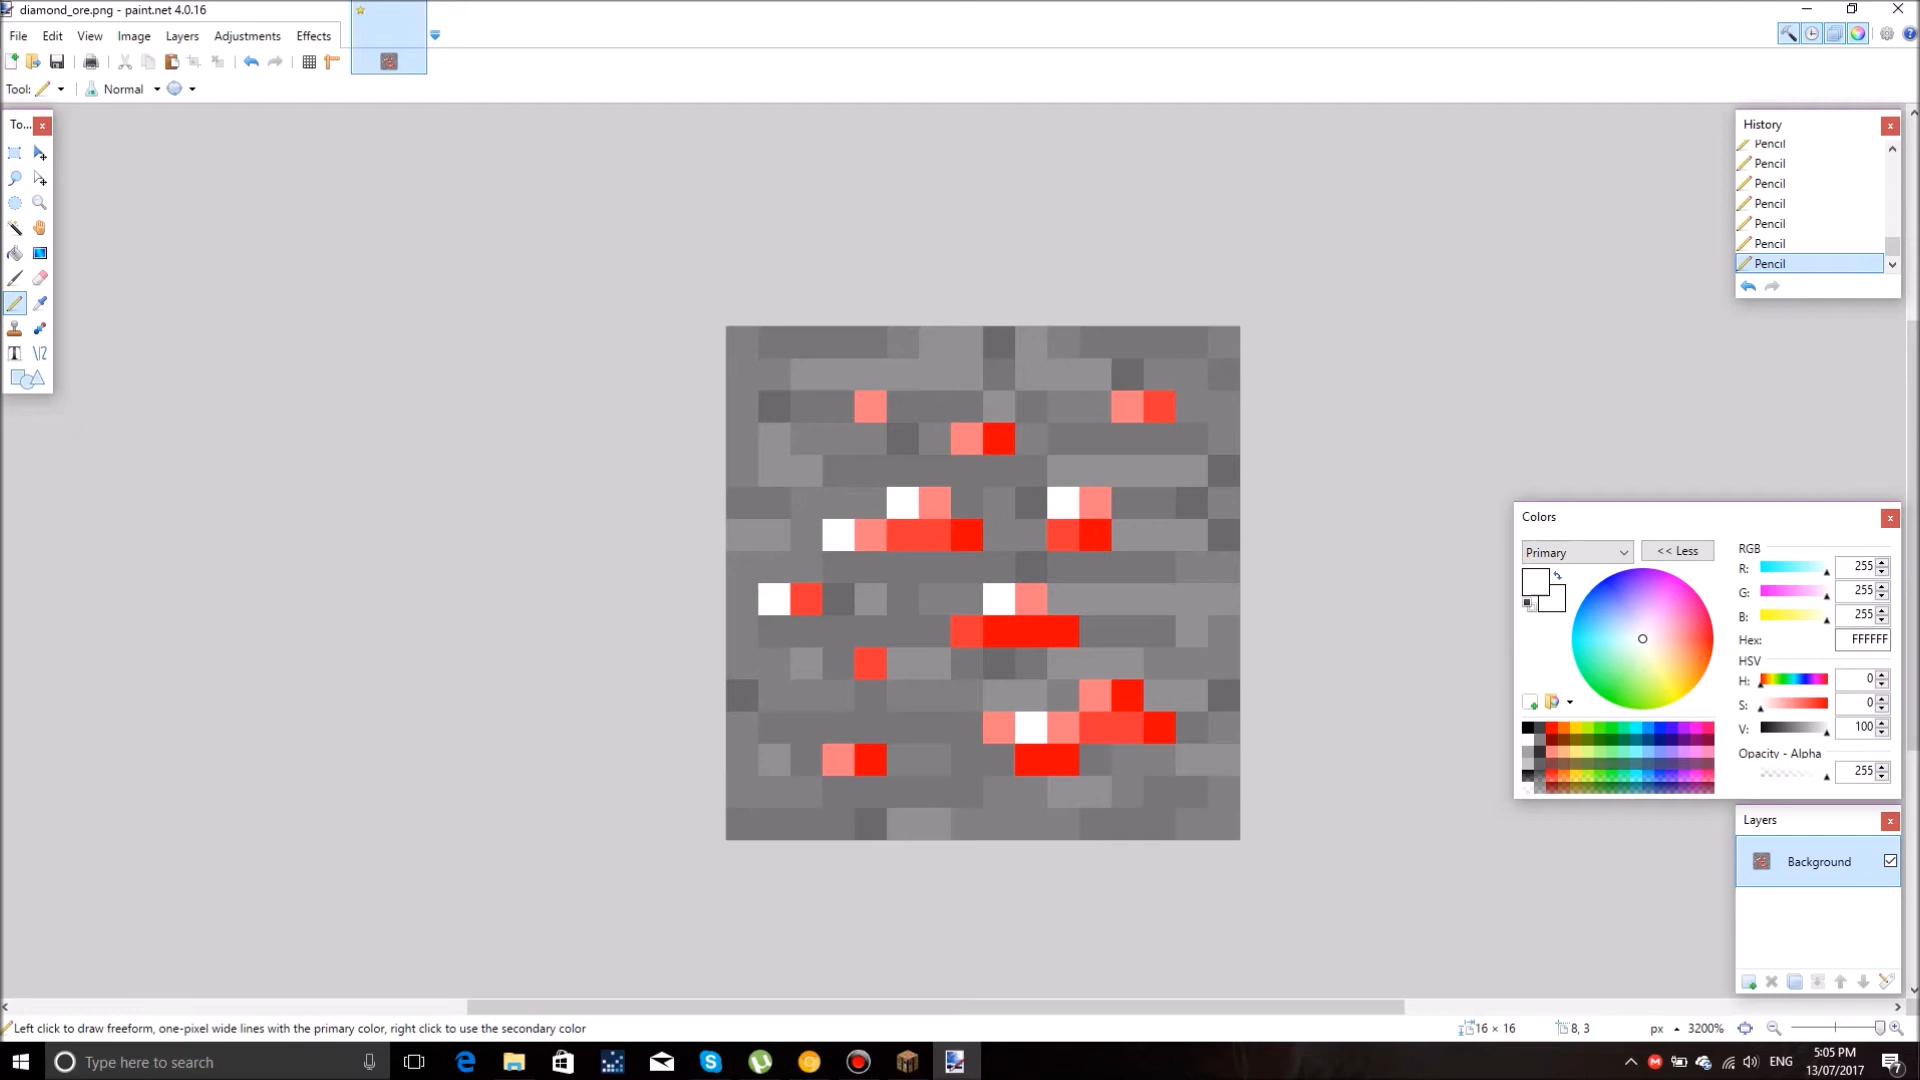 diamond_ore.png - paint.net 4.0.16
File Edit View Image Layers Adjustments Effects
Tool: Normal
To...
History
Pencil
Pencil
Pencil
Pencil
Pencil
Pencil
Pencil
Colors
Primary
<< Less
RGB
R: 255
G: 255
B: 255
Hex: FFFFFF
HSV
H: 0
S: 0
V: 100
Opacity - Alpha
255
Layers
Background
Left click to draw freeform, one-pixel wide lines with the primary color, right click to use the secondary color
16 × 16
8, 3
px
3200%
Type here to search
ENG
5:05 PM
13/07/2017
7